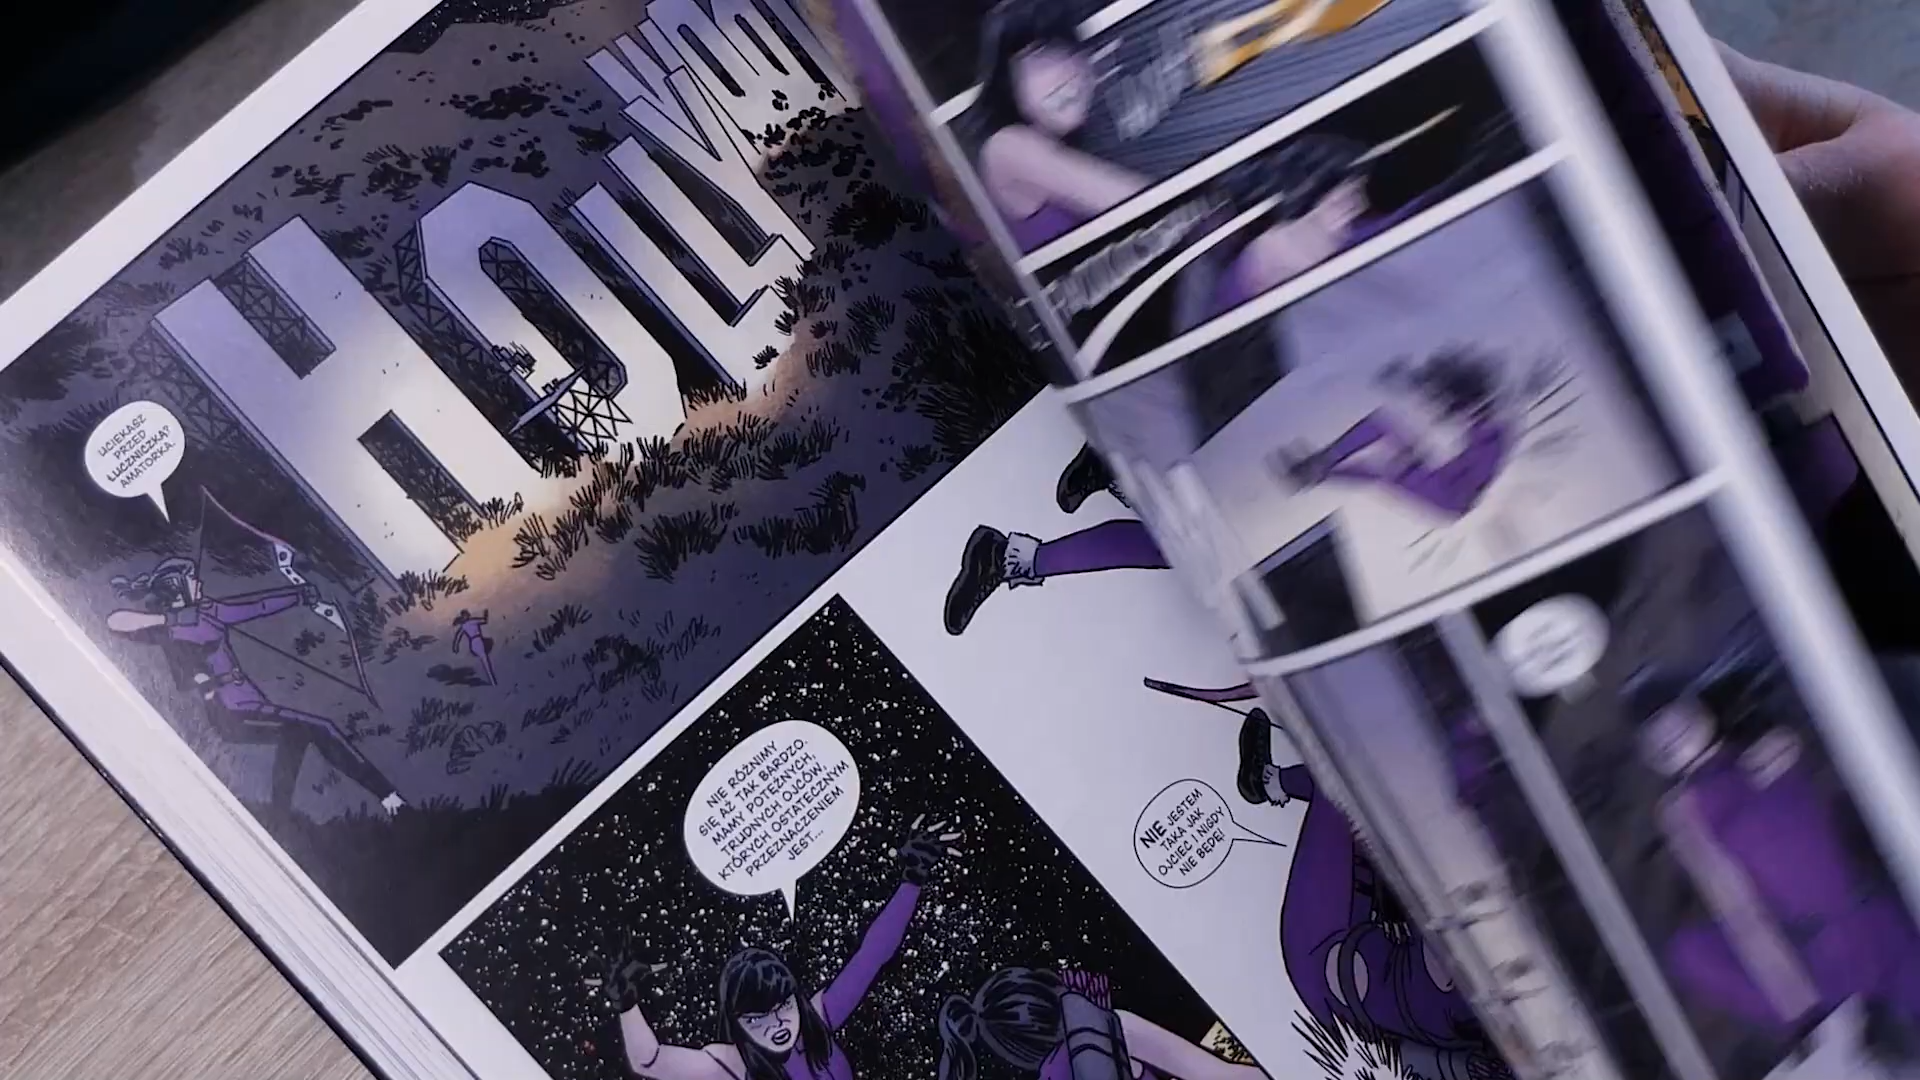 HOLLYWOO
UCIEKASZ
PRZED
ŁUCZNICZKĄ?
AMATORKA.
NIE RÓŻNIMY
SIĘ AŻ TAK BARDZO.
MAMY POTĘŻNYCH,
TRUDNYCH OJCÓW,
KTÓRYCH OSTATECZNYM
PRZEZNACZENIEM
JEST...
NIE JESTEM
TAKA JAK
OJCIEC I NIGDY
NIE BĘDĘ!